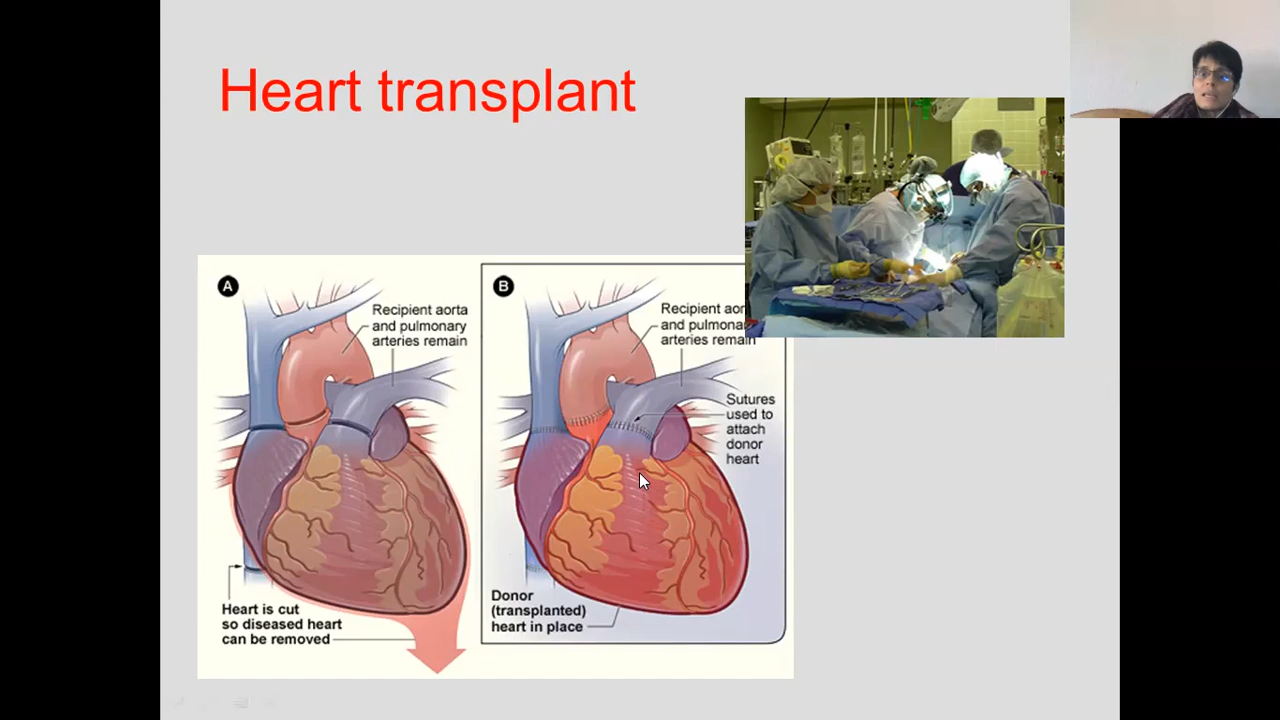 Heart transplant
A
Recipient aorta
and pulmonary
arteries remain
Heart is cut
so diseased heart
can be removed
B
Recipient aor
and pulmona
arteries remain
Sutures
used to
attach
donor
heart
Donor
(transplanted)
heart in place